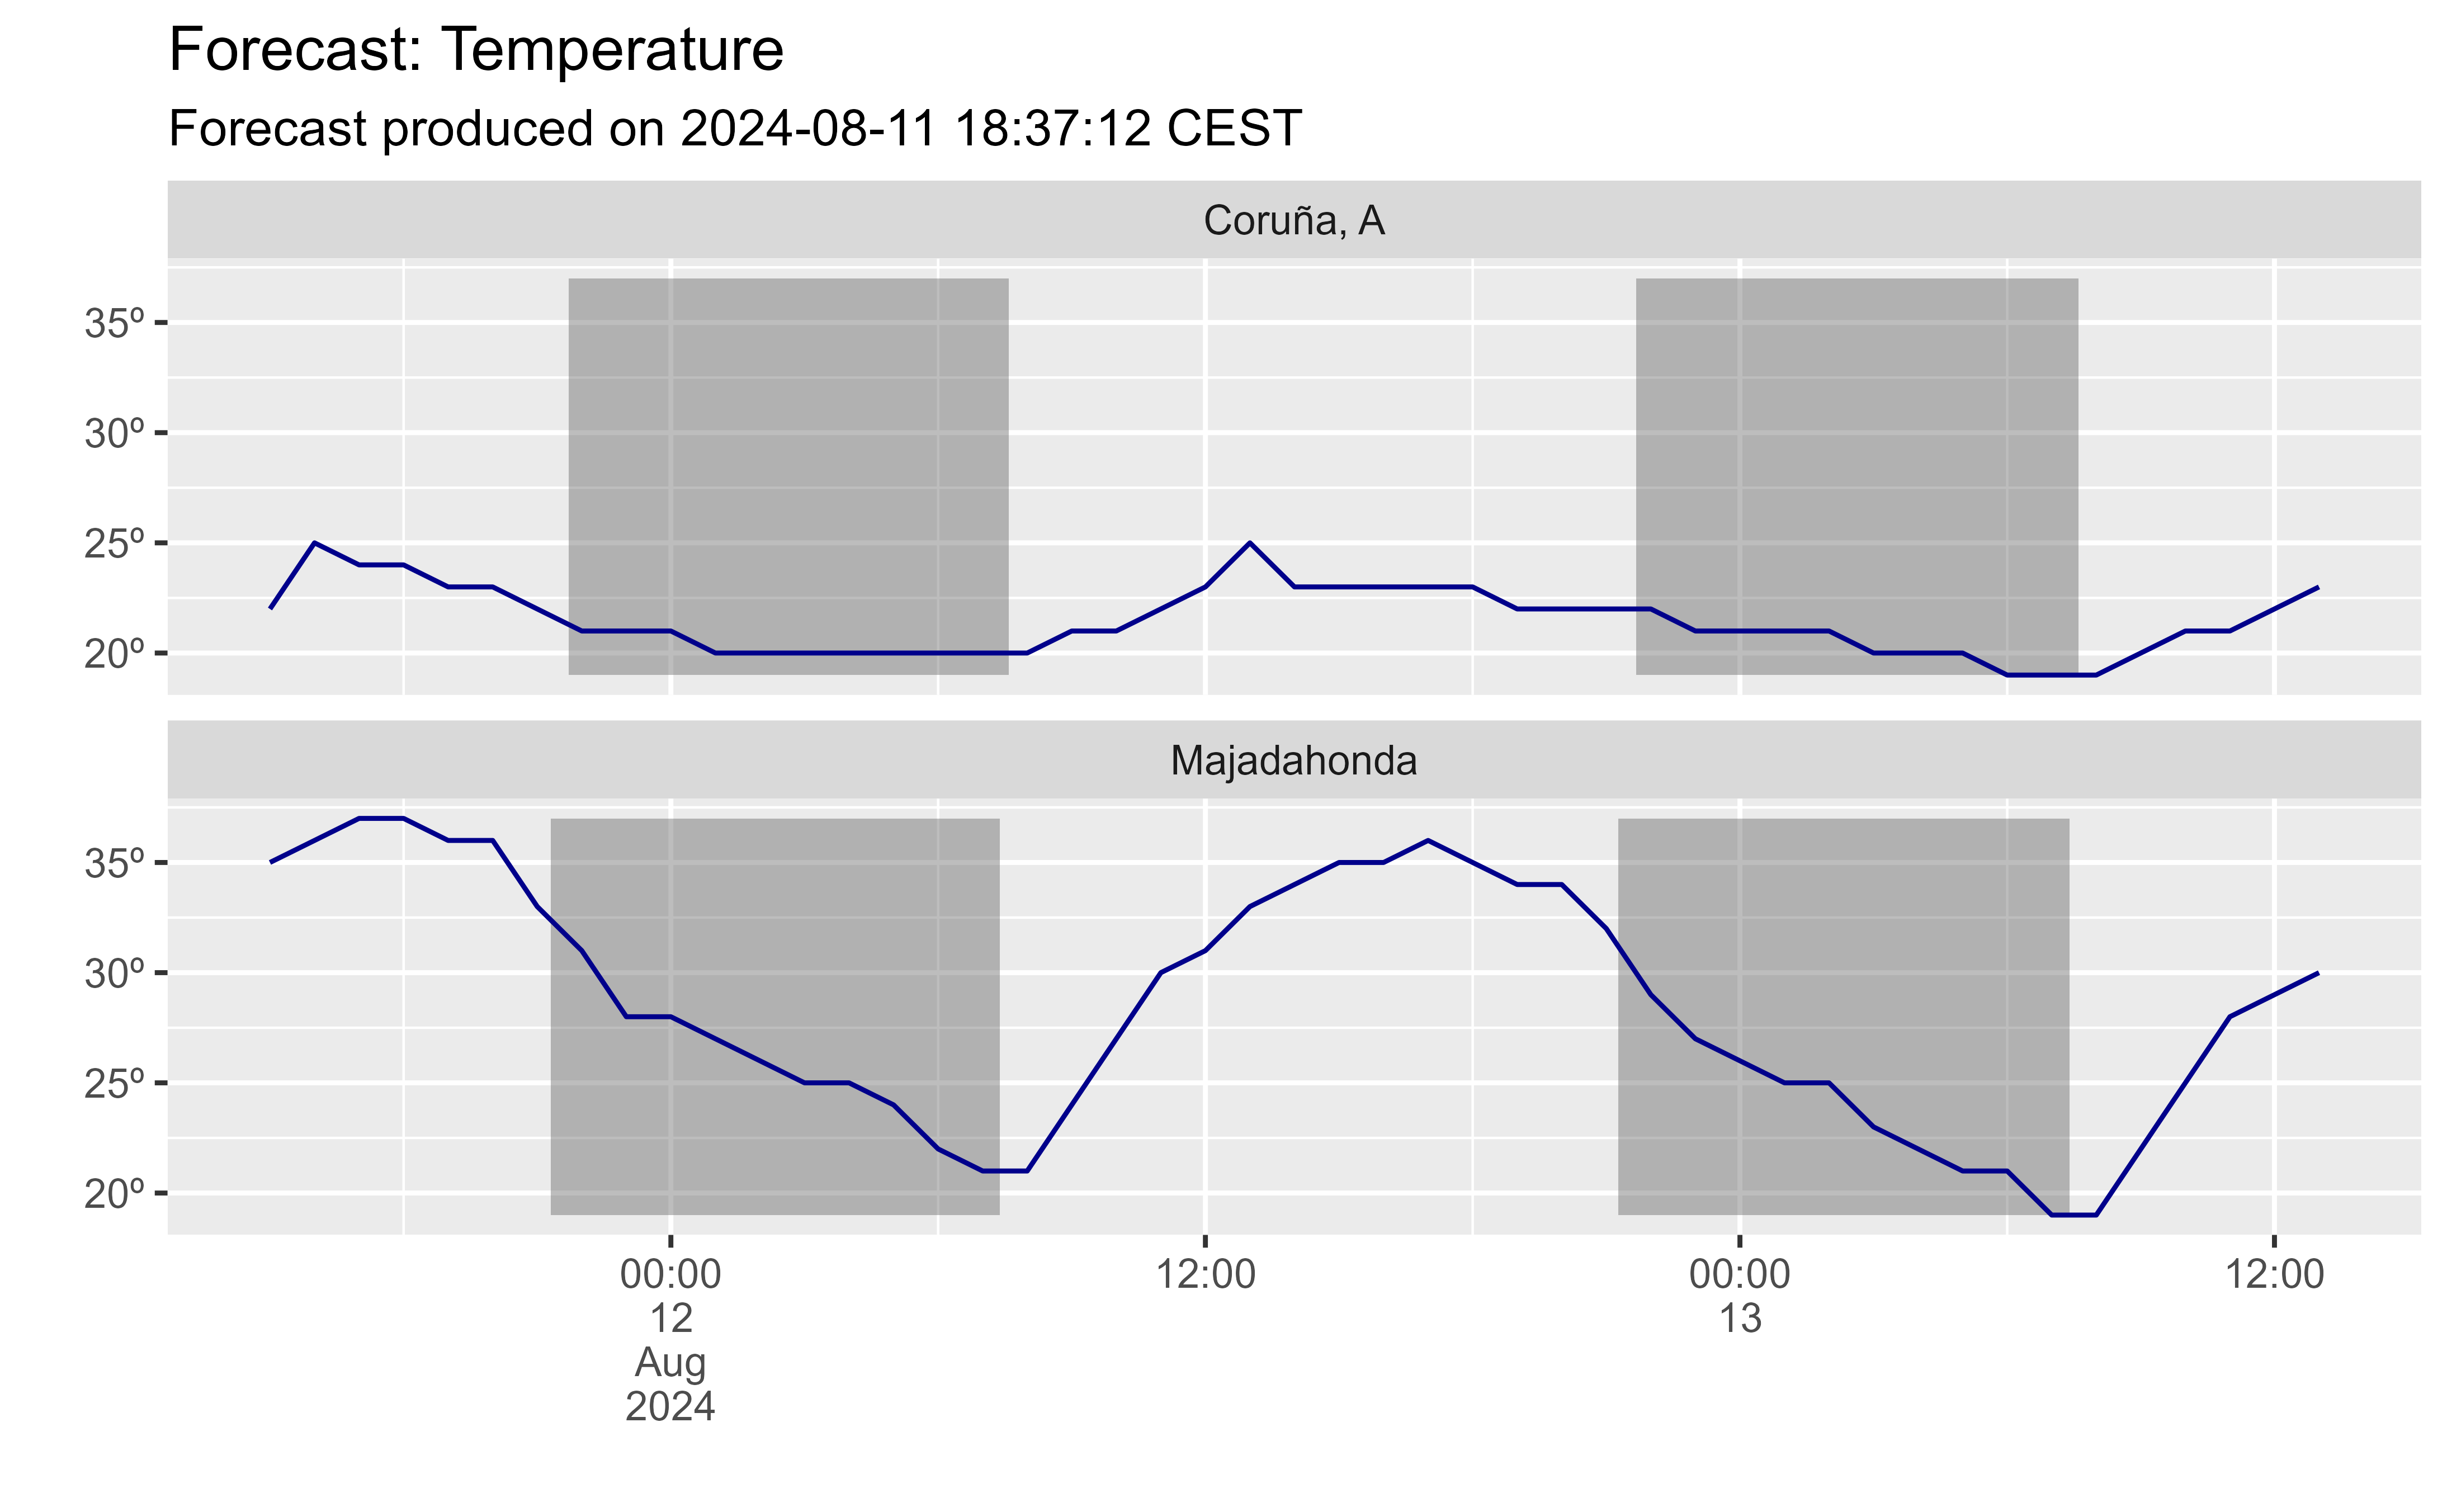 Forecast: Temperature
Forecast produced on 2024-08-11 18:37:12 CEST
Coruña, A
35º
30º
25º
20º
Majadahonda
35º
30º
25º
20º
00:00 12:00 00:00 12:00
12 13
Aug
2024